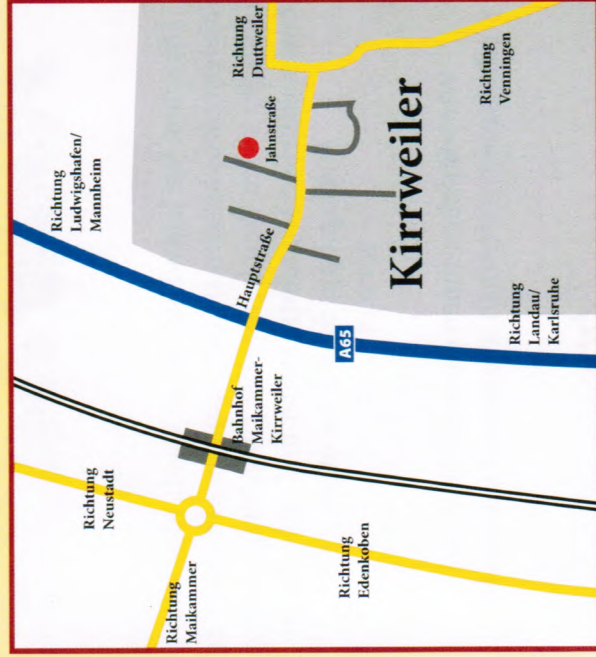 Richtung
Ludwigshafen/
Mannheim
Richtung
Neustadt
Richtung
Maikammer
Richtung
Duttweiler
Hauptstraße
Bahnhof
Maikammer-
Kirrweiler
Jahnstraße
Richtung
Edenkoben
A65
Kirrweiler
Richtung
Venningen
Richtung
Landau/
Karlsruhe